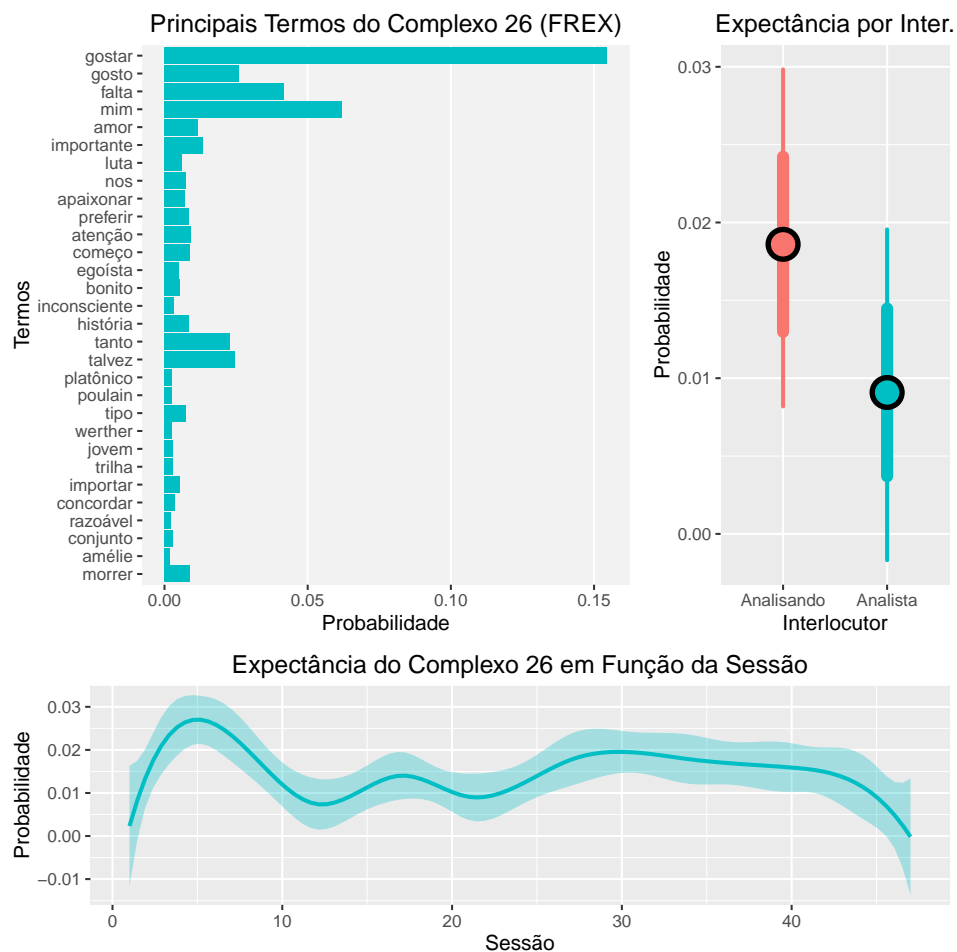 Principais Termos do Complexo 26 (FREX)
Termos
gostar
gosto
falta
mim
amor
importante
luta
nos
apaixonar
preferir
atenção
começo
egoísta
bonito
inconsciente
história
tanto
talvez
platônico
poulain
tipo
werther
jovem
trilha
importar
concordar
razoável
conjunto
amélie
morrer
0.00 0.05 0.10 0.15
Probabilidade
Expectância por Inter.
Probabilidade
0.03
0.02
0.01
0.00
Analisando Analista
Interlocutor
Expectância do Complexo 26 em Função da Sessão
Probabilidade
0.03
0.02
0.01
0.00
−0.01
0 10 20 30 40
Sessão